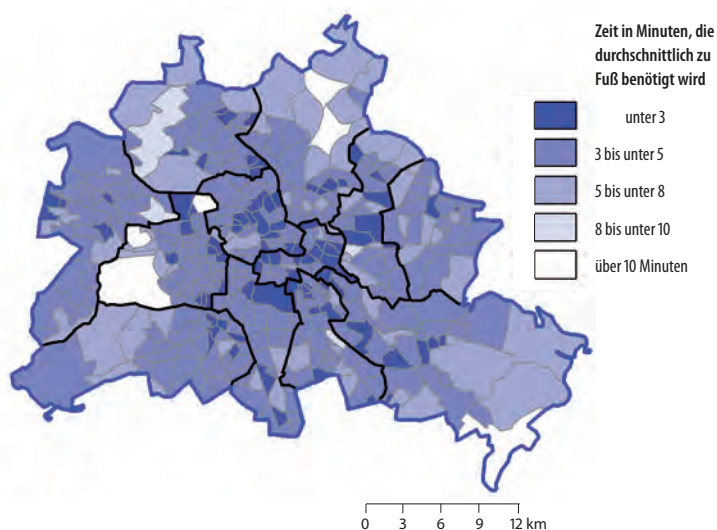 Zeit in Minuten, die
durchschnittlich zu
Fuß benötigt wird
unter 3
3 bis unter 5
5 bis unter 8
8 bis unter 10
über 10 Minuten
0 3 6 9 12 km